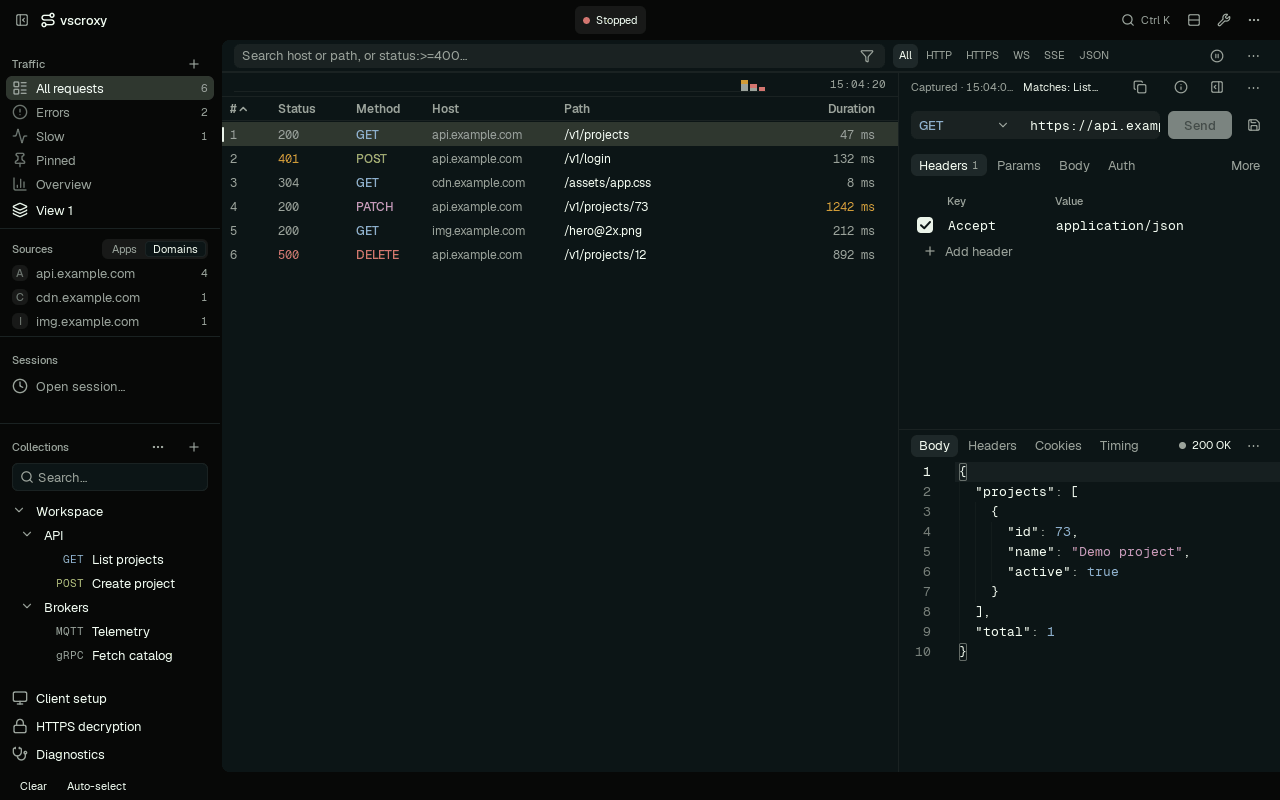 vscroxy
Stopped
Ctrl K
Traffic
All requests 6
Errors 2
Slow 1
Pinned
Overview
View 1
Sources Apps Domains
A api.example.com 4
C cdn.example.com 1
I img.example.com 1
Sessions
Open session...
Collections
Search...
Workspace
API
GET List projects
POST Create project
Brokers
MQTT Telemetry
gRPC Fetch catalog
Client setup
HTTPS decryption
Diagnostics
Clear Auto-select
Search host or path, or status:>=400...
All HTTP HTTPS WS SSE JSON
15:04:20
# Status Method Host Path Duration
1 200 GET api.example.com /v1/projects 47 ms
2 401 POST api.example.com /v1/login 132 ms
3 304 GET cdn.example.com /assets/app.css 8 ms
4 200 PATCH api.example.com /v1/projects/73 1242 ms
5 200 GET img.example.com /hero@2x.png 212 ms
6 500 DELETE api.example.com /v1/projects/12 892 ms
Captured · 15:04:0... Matches: List...
GET https://api.examp Send
Headers 1 Params Body Auth More
Key Value
Accept application/json
Add header
Body Headers Cookies Timing 200 OK
1 {
2 "projects": [
3 {
4 "id": 73,
5 "name": "Demo project",
6 "active": true
7 }
8 ],
9 "total": 1
10 }